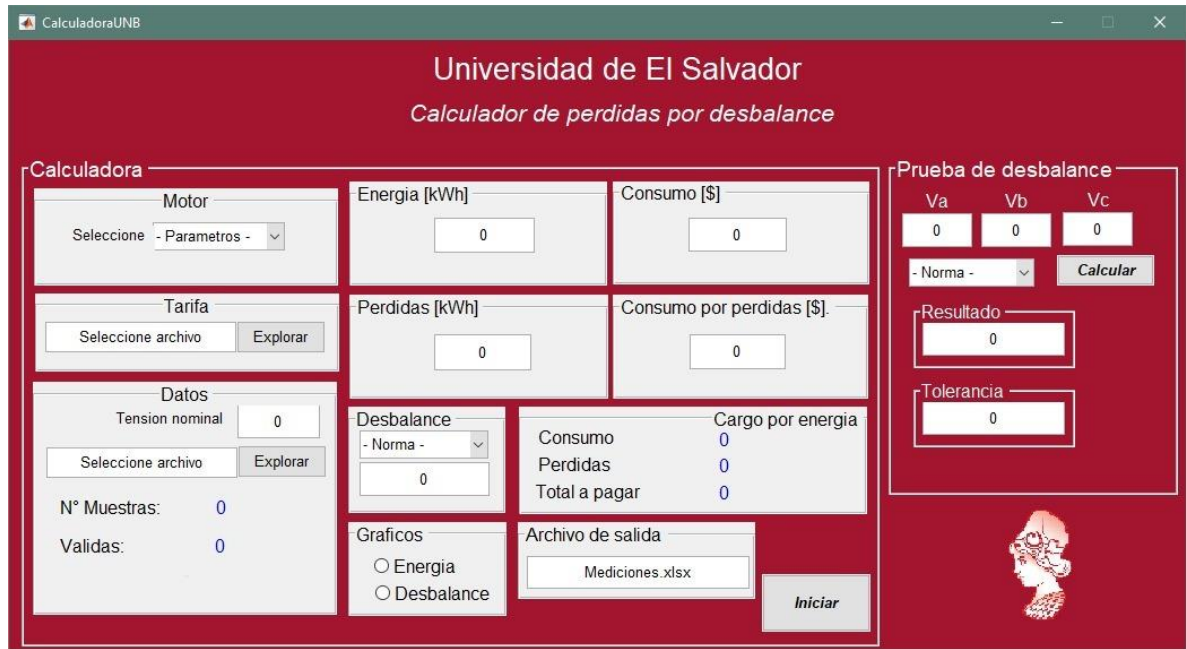 CalculadoraUNB
Universidad de El Salvador
Calculador de perdidas por desbalance
Calculadora
Motor
Seleccione - Parametros -
Tarifa
Seleccione archivo Explorar
Datos
Tension nominal 0
Seleccione archivo Explorar
N° Muestras: 0
Validas: 0
Energia [kWh]
0
Consumo [$]
0
Perdidas [kWh]
0
Consumo por perdidas [$].
0
Desbalance
- Norma -
0
Cargo por energia
Consumo 0
Perdidas 0
Total a pagar 0
Graficos
Energia
Desbalance
Archivo de salida
Mediciones.xlsx
Iniciar
Prueba de desbalance
Va Vb Vc
0 0 0
- Norma - Calcular
Resultado
0
Tolerancia
0